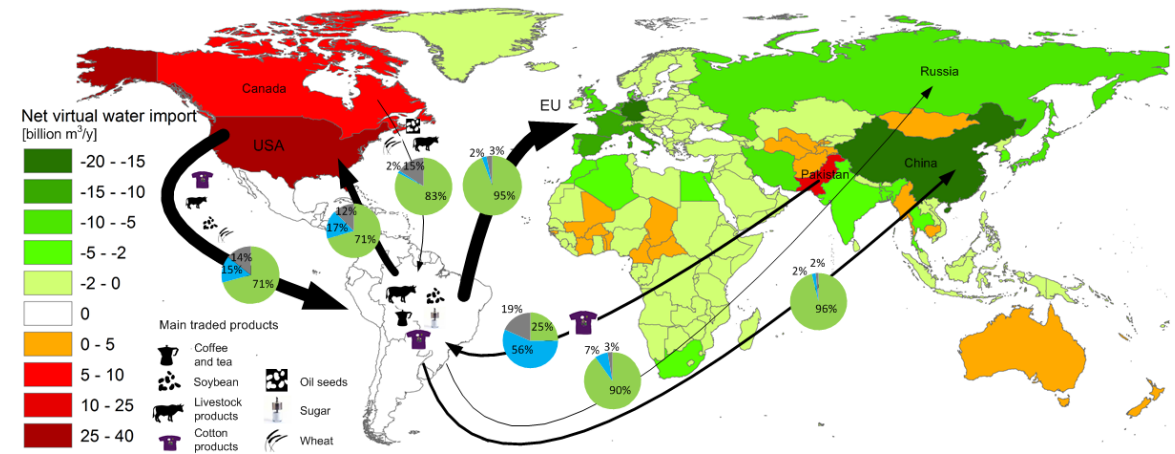 Canada
Russia
EU
Net virtual water import
[billion m³/y]
-20 - -15
-15 - -10
-10 - -5
-5 - -2
-2 - 0
0
0 - 5
5 - 10
10 - 25
25 - 40
USA
China
Pakistan
2% 15%
83%
2% 3%
95%
12%
17%
71%
14%
15%
71%
19%
25%
56%
7% 3%
90%
2% 2%
96%
Main traded products
Coffee
and tea
Soybean
Livestock
products
Cotton
products
Oil seeds
Sugar
Wheat